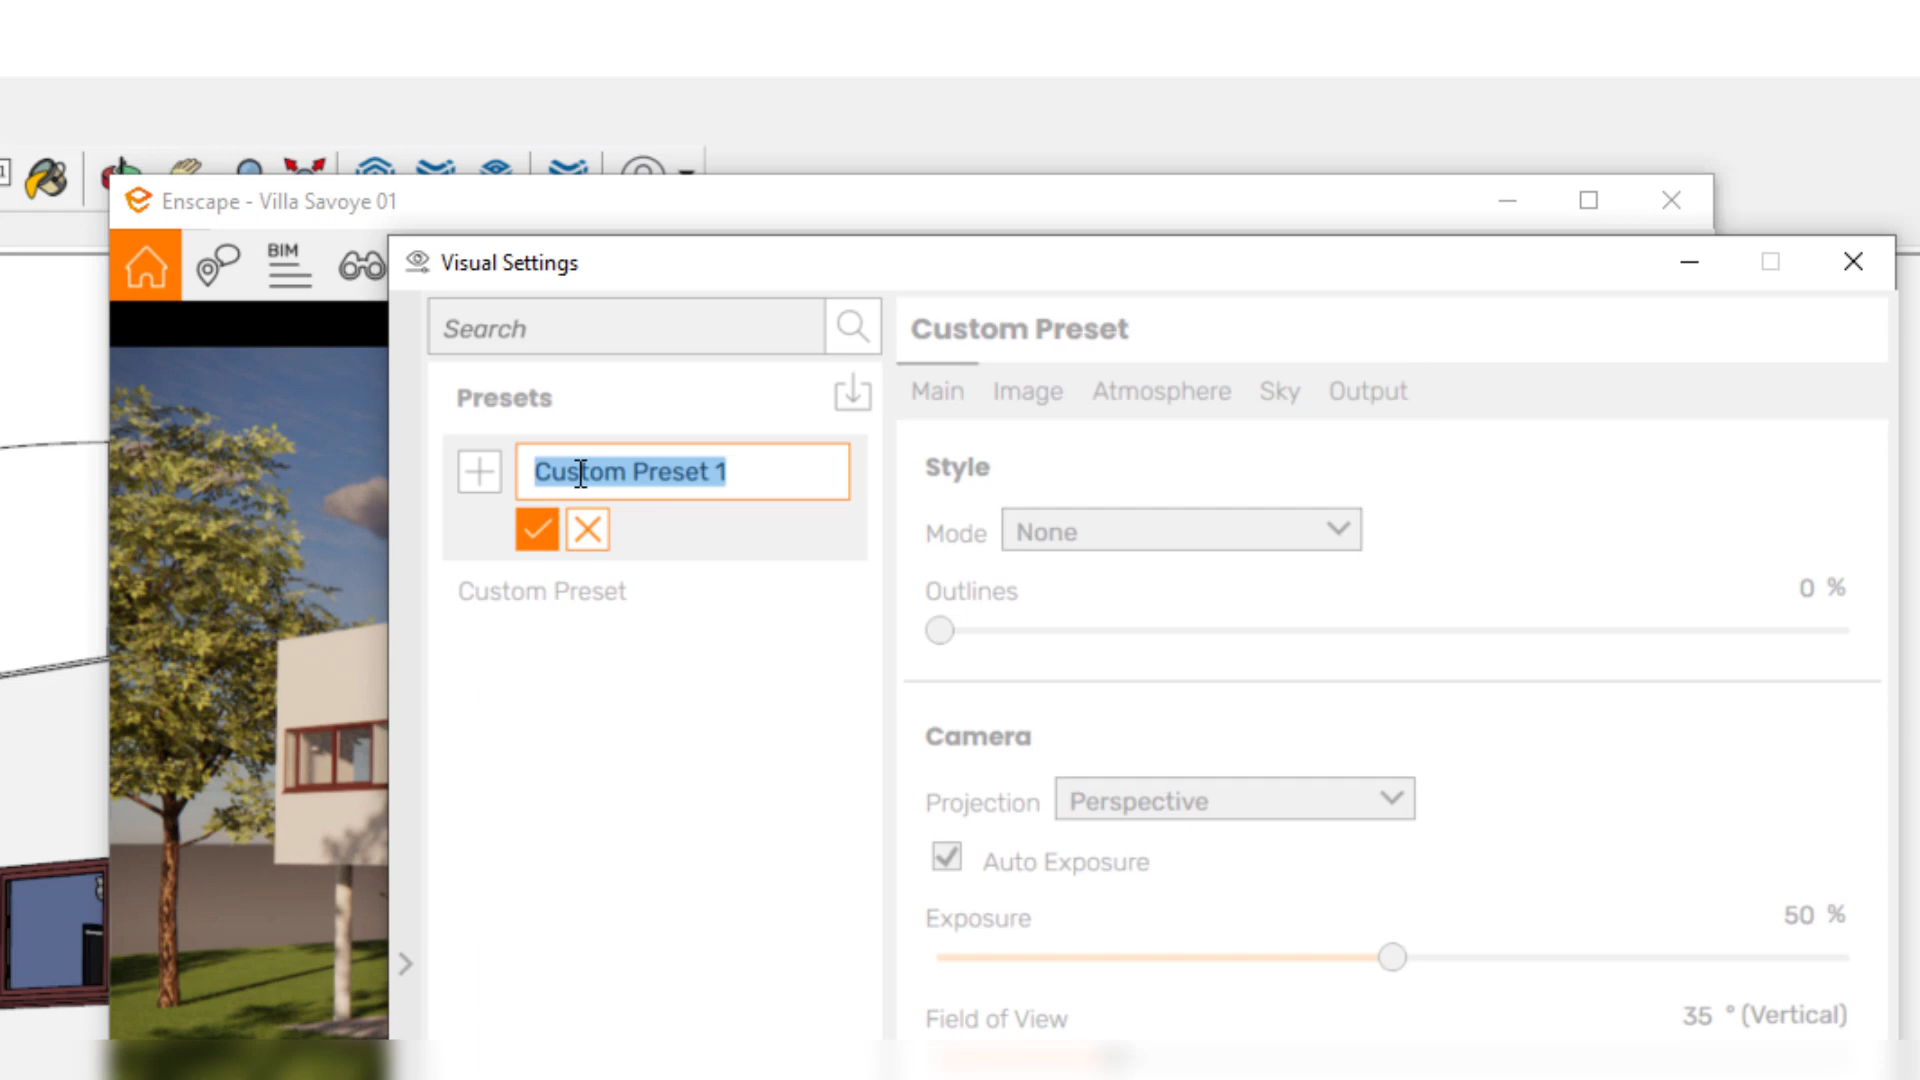 Enscape - Villa Savoye 01
BIM
Visual Settings
Search
Custom Preset
Presets
Main Image Atmosphere Sky Output
Custom Preset 1
Style
Mode None
Custom Preset
Outlines 0 %
Camera
Projection Perspective
Auto Exposure
Exposure 50 %
Field of View 35 ° (Vertical)